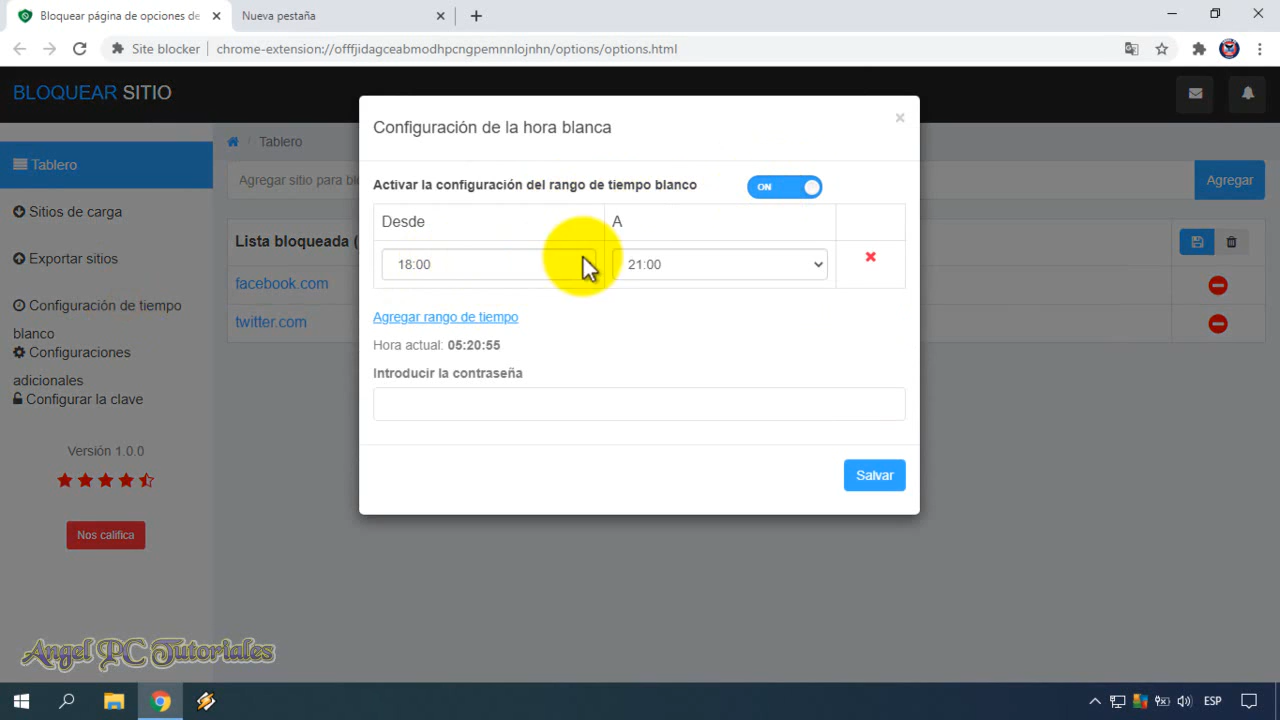 Bloquear página de opciones de
Nueva pestaña
Site blocker
chrome-extension://offfjidagceabmodhpcngpemnnlojnhn/options/options.html
BLOQUEAR SITIO
Tablero
Sitios de carga
Exportar sitios
Configuración de tiempo
blanco
Configuraciones
adicionales
Configurar la clave
Versión 1.0.0
Nos califica
Tablero
Agregar sitio para blo
Agregar
Lista bloqueada (
facebook.com
twitter.com
Configuración de la hora blanca
×
Activar la configuración del rango de tiempo blanco
ON
Desde
A
18:00
21:00
Agregar rango de tiempo
Hora actual: 05:20:55
Introducir la contraseña
Salvar
Angel PC Tutoriales
ESP